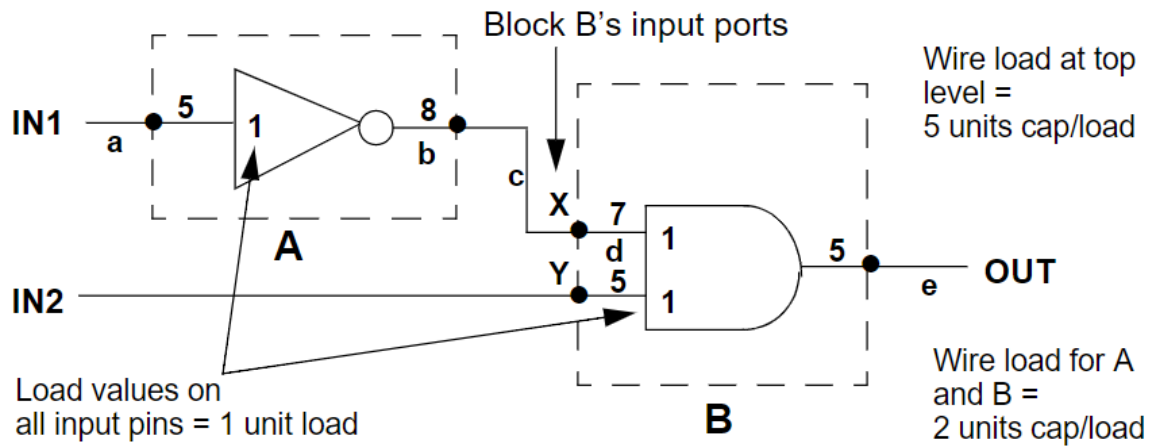 Block B's input ports
Wire load at top
level =
5 units cap/load
IN1
a
5
1
8
b
c
A
X
7
d
1
Y
5
1
5
e
OUT
IN2
B
Load values on
all input pins = 1 unit load
Wire load for A
and B =
2 units cap/load